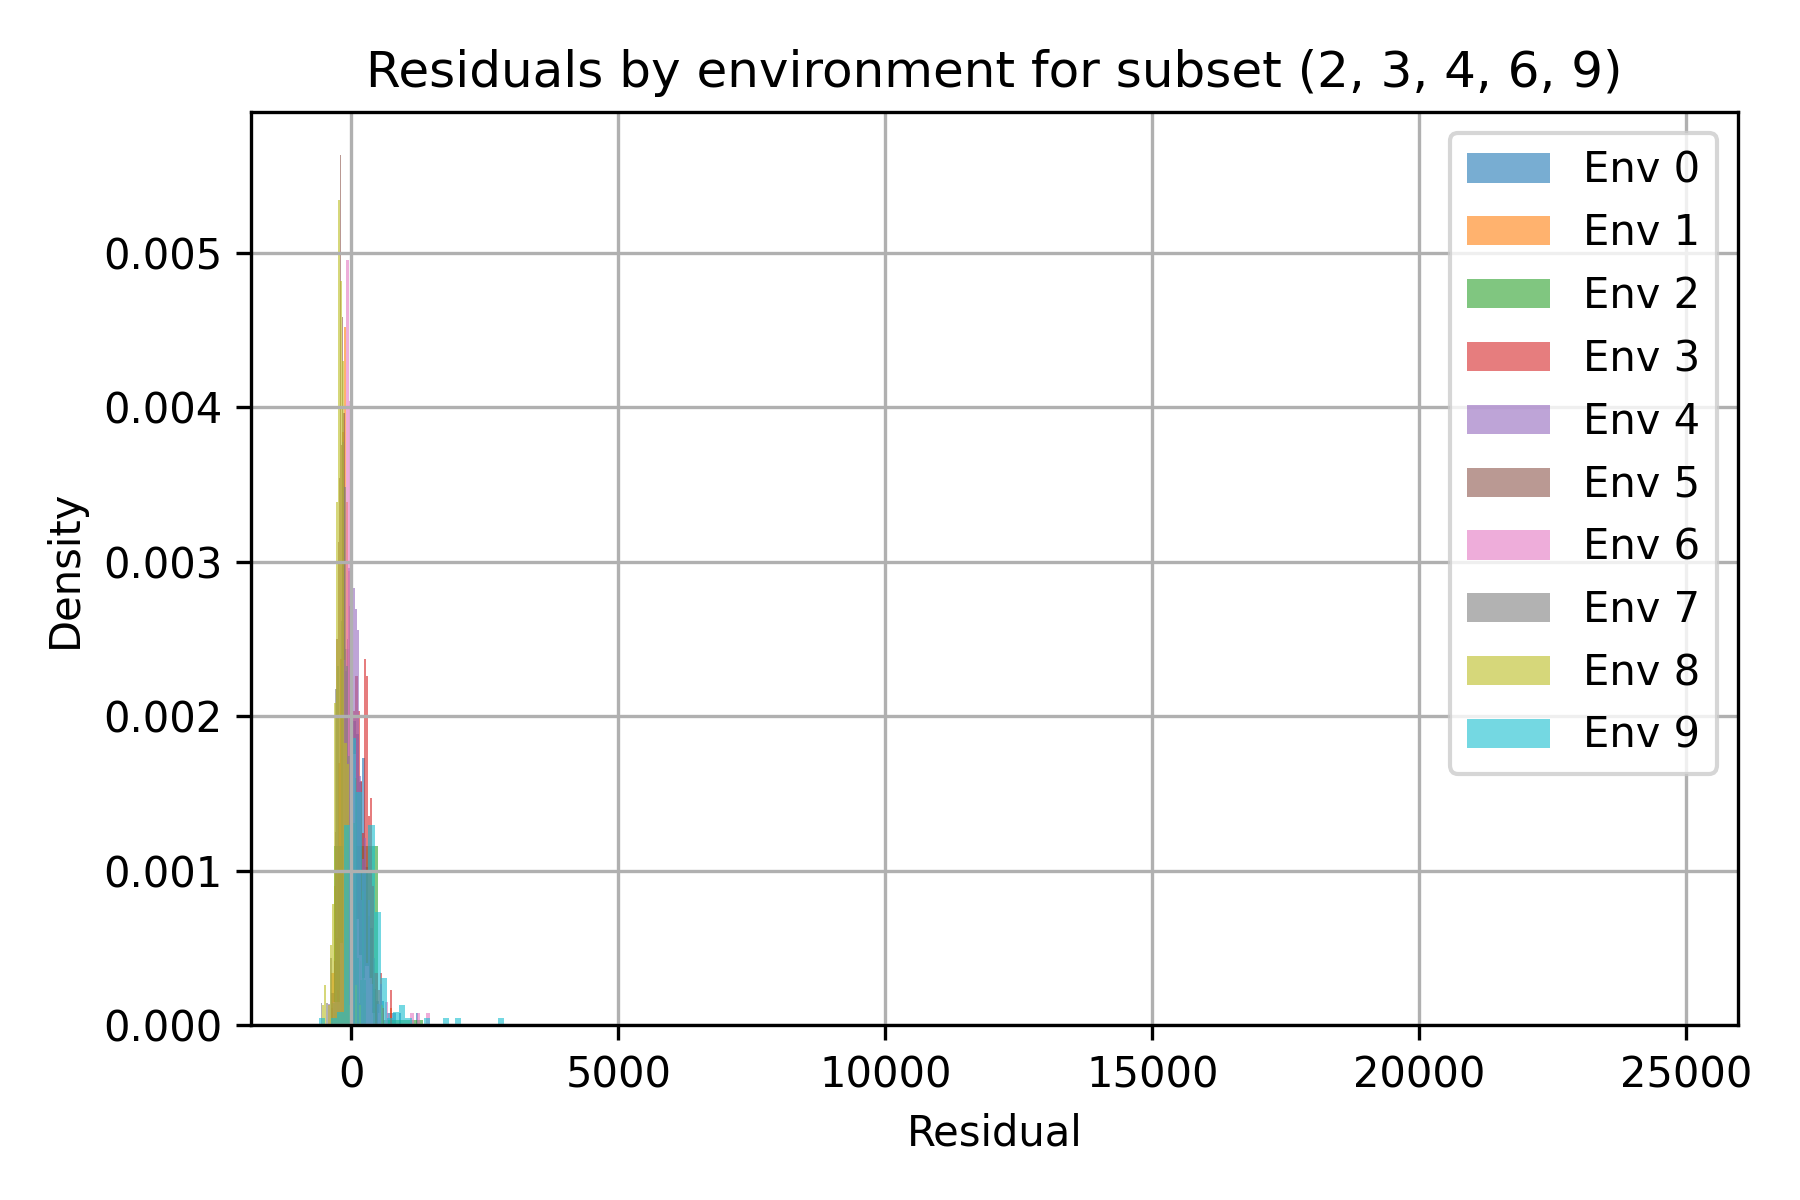 Residuals by environment for subset (2, 3, 4, 6, 9)
Density
0.005
0.004
0.003
0.002
0.001
0.000
Env 0
Env 1
Env 2
Env 3
Env 4
Env 5
Env 6
Env 7
Env 8
Env 9
0 5000 10000 15000 20000 25000
Residual